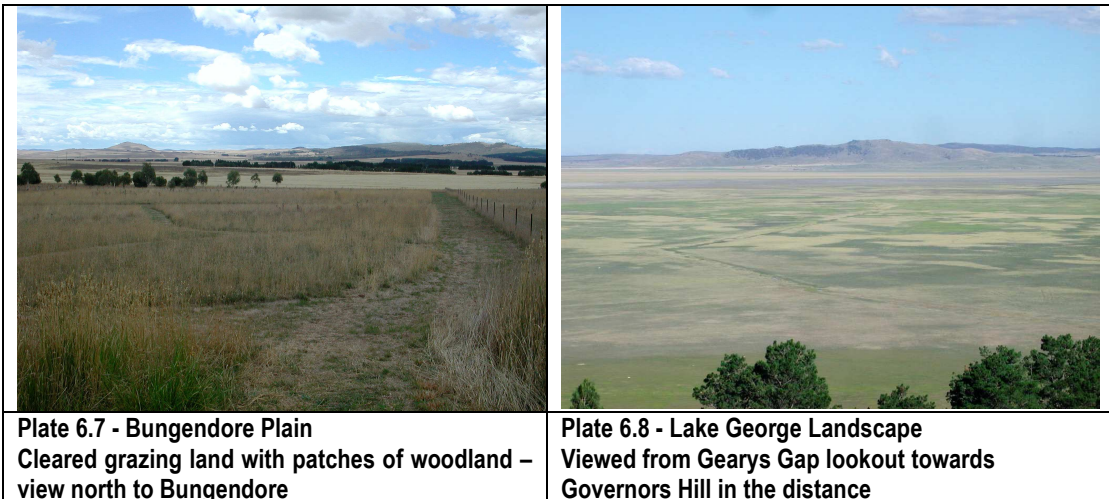 Plate 6.7 - Bungendore Plain
Cleared grazing land with patches of woodland –
view north to Bungendore
Plate 6.8 - Lake George Landscape
Viewed from Gearys Gap lookout towards
Governors Hill in the distance